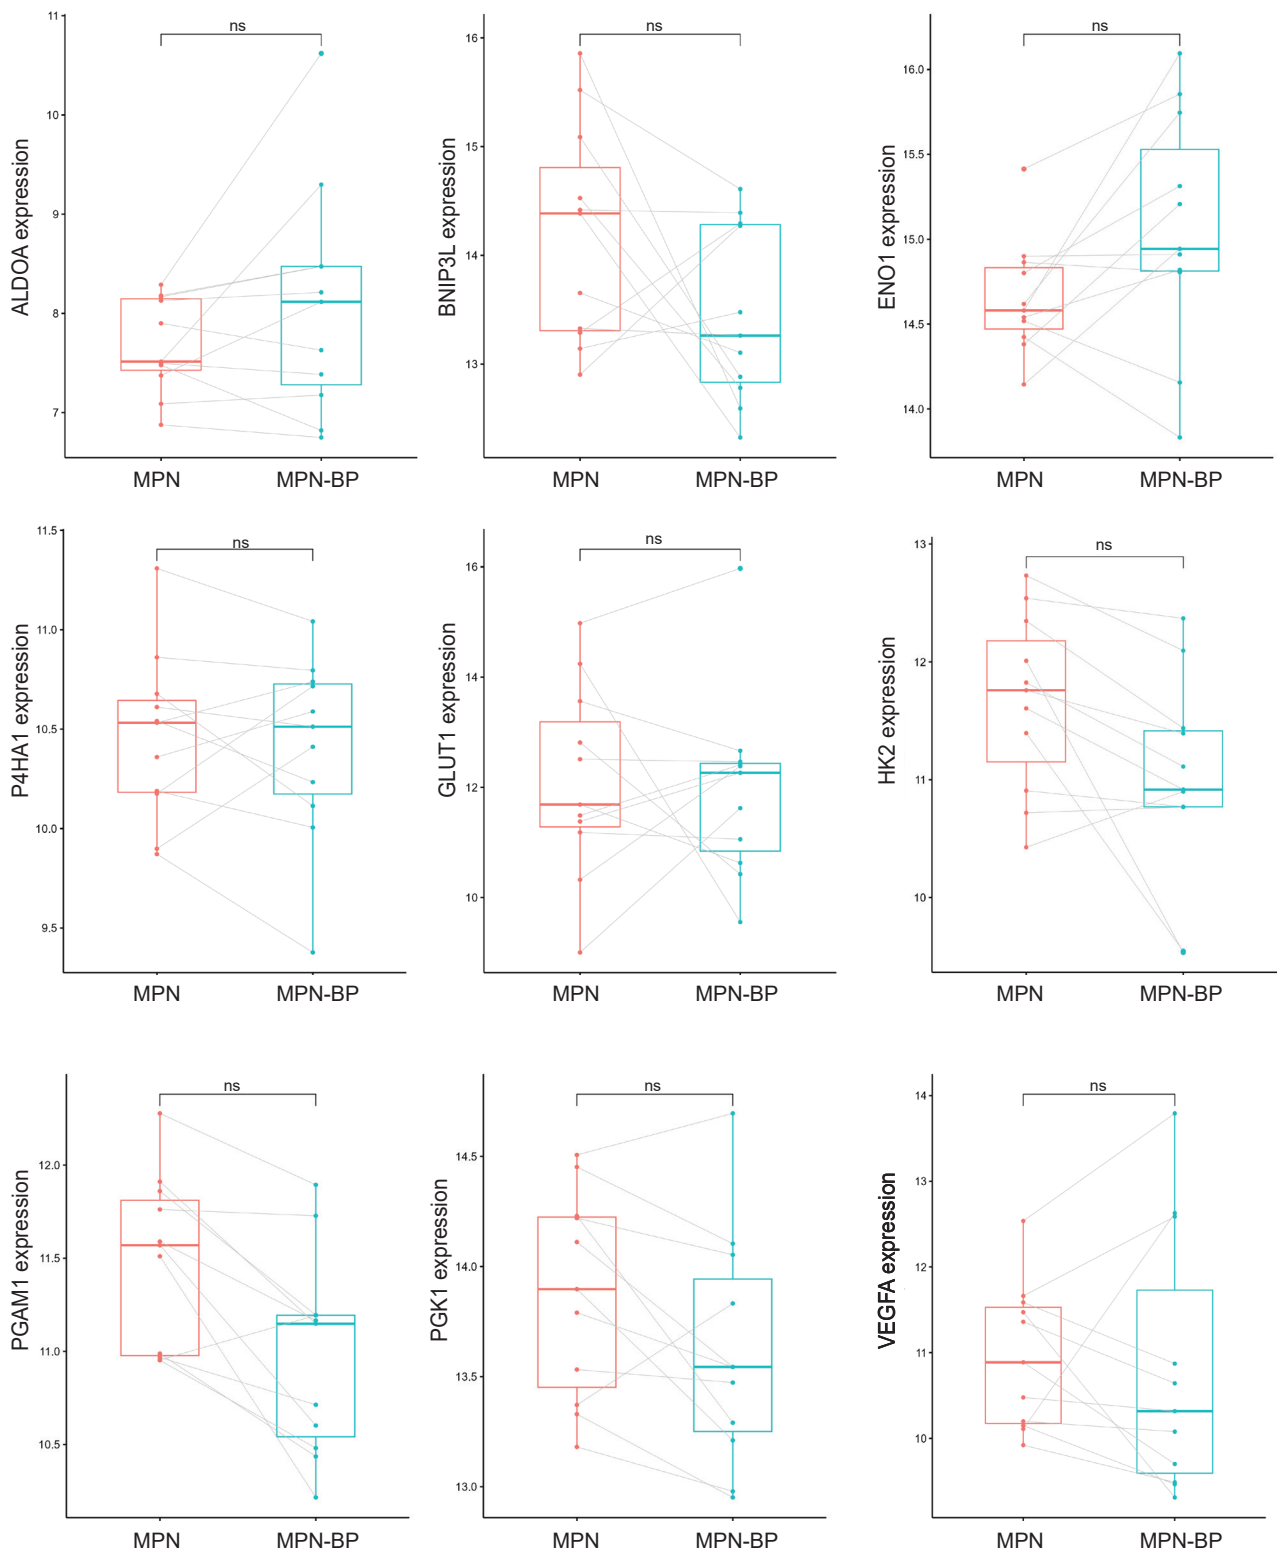 ALDOA expression
11
10
9
8
7
ns
MPN MPN-BP
BNIP3L expression
16
15
14
13
ns
MPN MPN-BP
ENO1 expression
16.0
15.5
15.0
14.5
14.0
ns
MPN MPN-BP
P4HA1 expression
11.5
11.0
10.5
10.0
9.5
ns
MPN MPN-BP
GLUT1 expression
16
14
12
10
ns
MPN MPN-BP
HK2 expression
13
12
11
10
ns
MPN MPN-BP
PGAM1 expression
12.0
11.5
11.0
10.5
ns
MPN MPN-BP
PGK1 expression
14.5
14.0
13.5
13.0
ns
MPN MPN-BP
VEGFA expression
14
13
12
11
10
ns
MPN MPN-BP